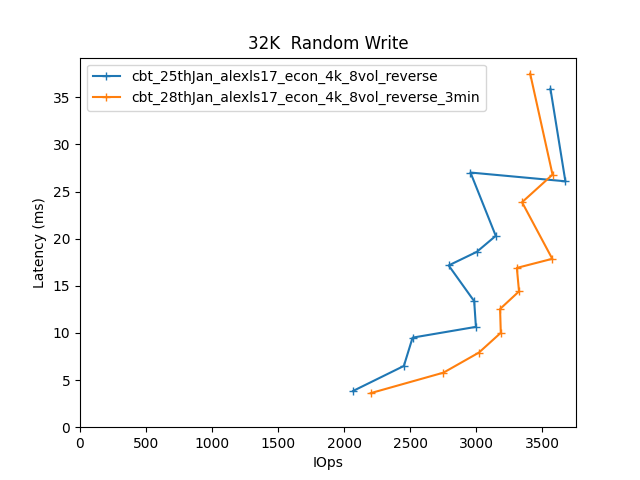 32K  Random Write
cbt_25thJan_alexls17_econ_4k_8vol_reverse
cbt_28thJan_alexls17_econ_4k_8vol_reverse_3min
Latency (ms)
35
30
25
20
15
10
5
0
0 500 1000 1500 2000 2500 3000 3500
IOps